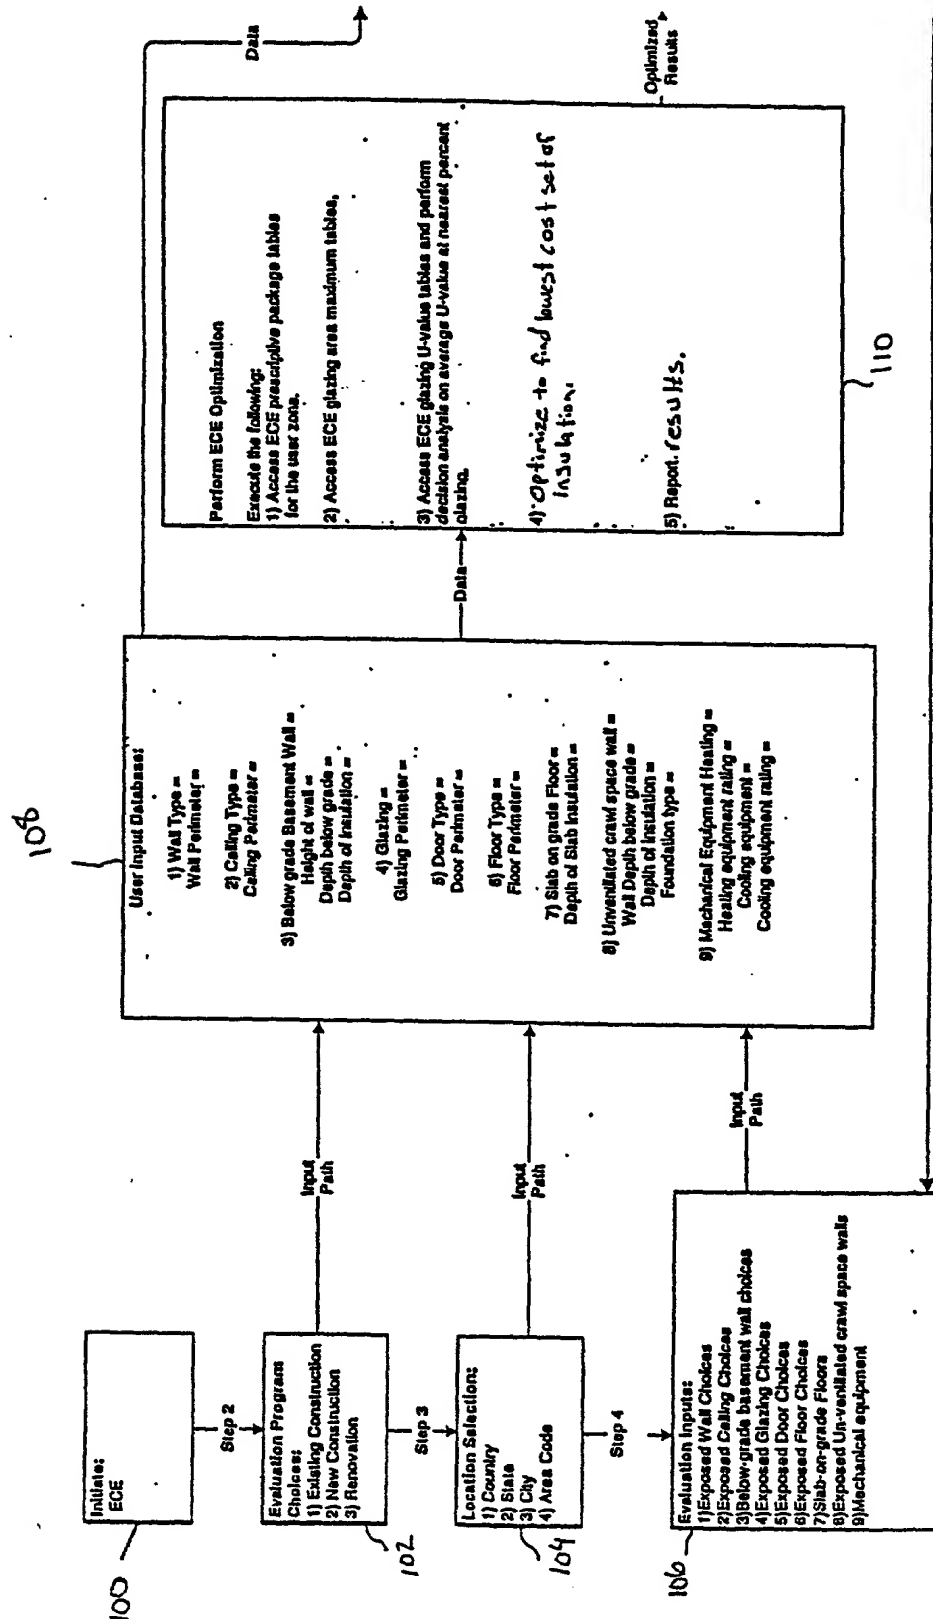 100
Initiate:
ECE
Step 2
102
Evaluation Program
Choices:
1) Existing Construction
2) New Construction
3) Renovation
Step 3
104
Location Selection:
1) Country
2) State
3) City
4) Area Code
Step 4
106
Evaluation Inputs:
1)Exposed Wall Choices
2)Exposed Ceiling Choices
3)Below-grade basement wall choices
4)Exposed Glazing Choices
5)Exposed Door Choices
6)Exposed Floor Choices
7)Slab-on-grade Floors
8)Exposed Un-ventilated crawl space walls
9)Mechanical equipment
Input
Path
Input
Path
Input
Path
108
User Input Database:
1) Wall Type =
Wall Perimeter =
2) Ceiling Type =
Ceiling Perimeter =
3) Below grade Basement Wall =
Height of wall =
Depth below grade =
Depth of Insulation =
4) Glazing =
Glazing Perimeter =
5) Door Type =
Door Perimeter =
6) Floor Type =
Floor Perimeter =
7) Slab on grade Floor =
Depth of Slab Insulation =
8) Unventilated crawl space wall =
Wall Depth below grade =
Depth of Insulation =
Foundation type =
9) Mechanical Equipment Heating =
Heating equipment rating =
Cooling equipment =
Cooling equipment rating =
Data
Data
Perform ECE Optimization
Execute the following:
1) Access ECE prescriptive package tables
for the user zone.
2) Access ECE glazing area maximum tables.
3) Access ECE glazing U-value tables and perform
decision analysis on average U-value at nearest percent
glazing.
4) Optimize to find lowest cost set of
insulation.
5) Report results.
110
Optimized
Results